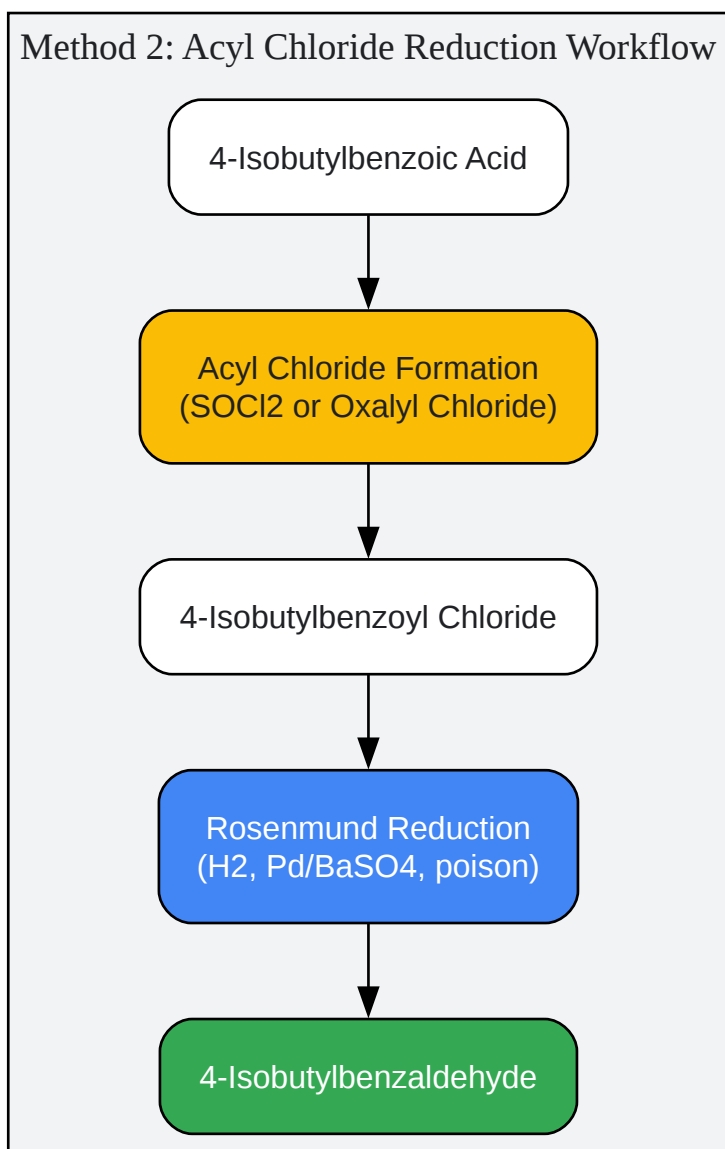 Method 2: Acyl Chloride Reduction Workflow
4-Isobutylbenzoic Acid
Acyl Chloride Formation
(SOCl2 or Oxalyl Chloride)
4-Isobutylbenzoyl Chloride
Rosenmund Reduction
(H2, Pd/BaSO4, poison)
4-Isobutylbenzaldehyde